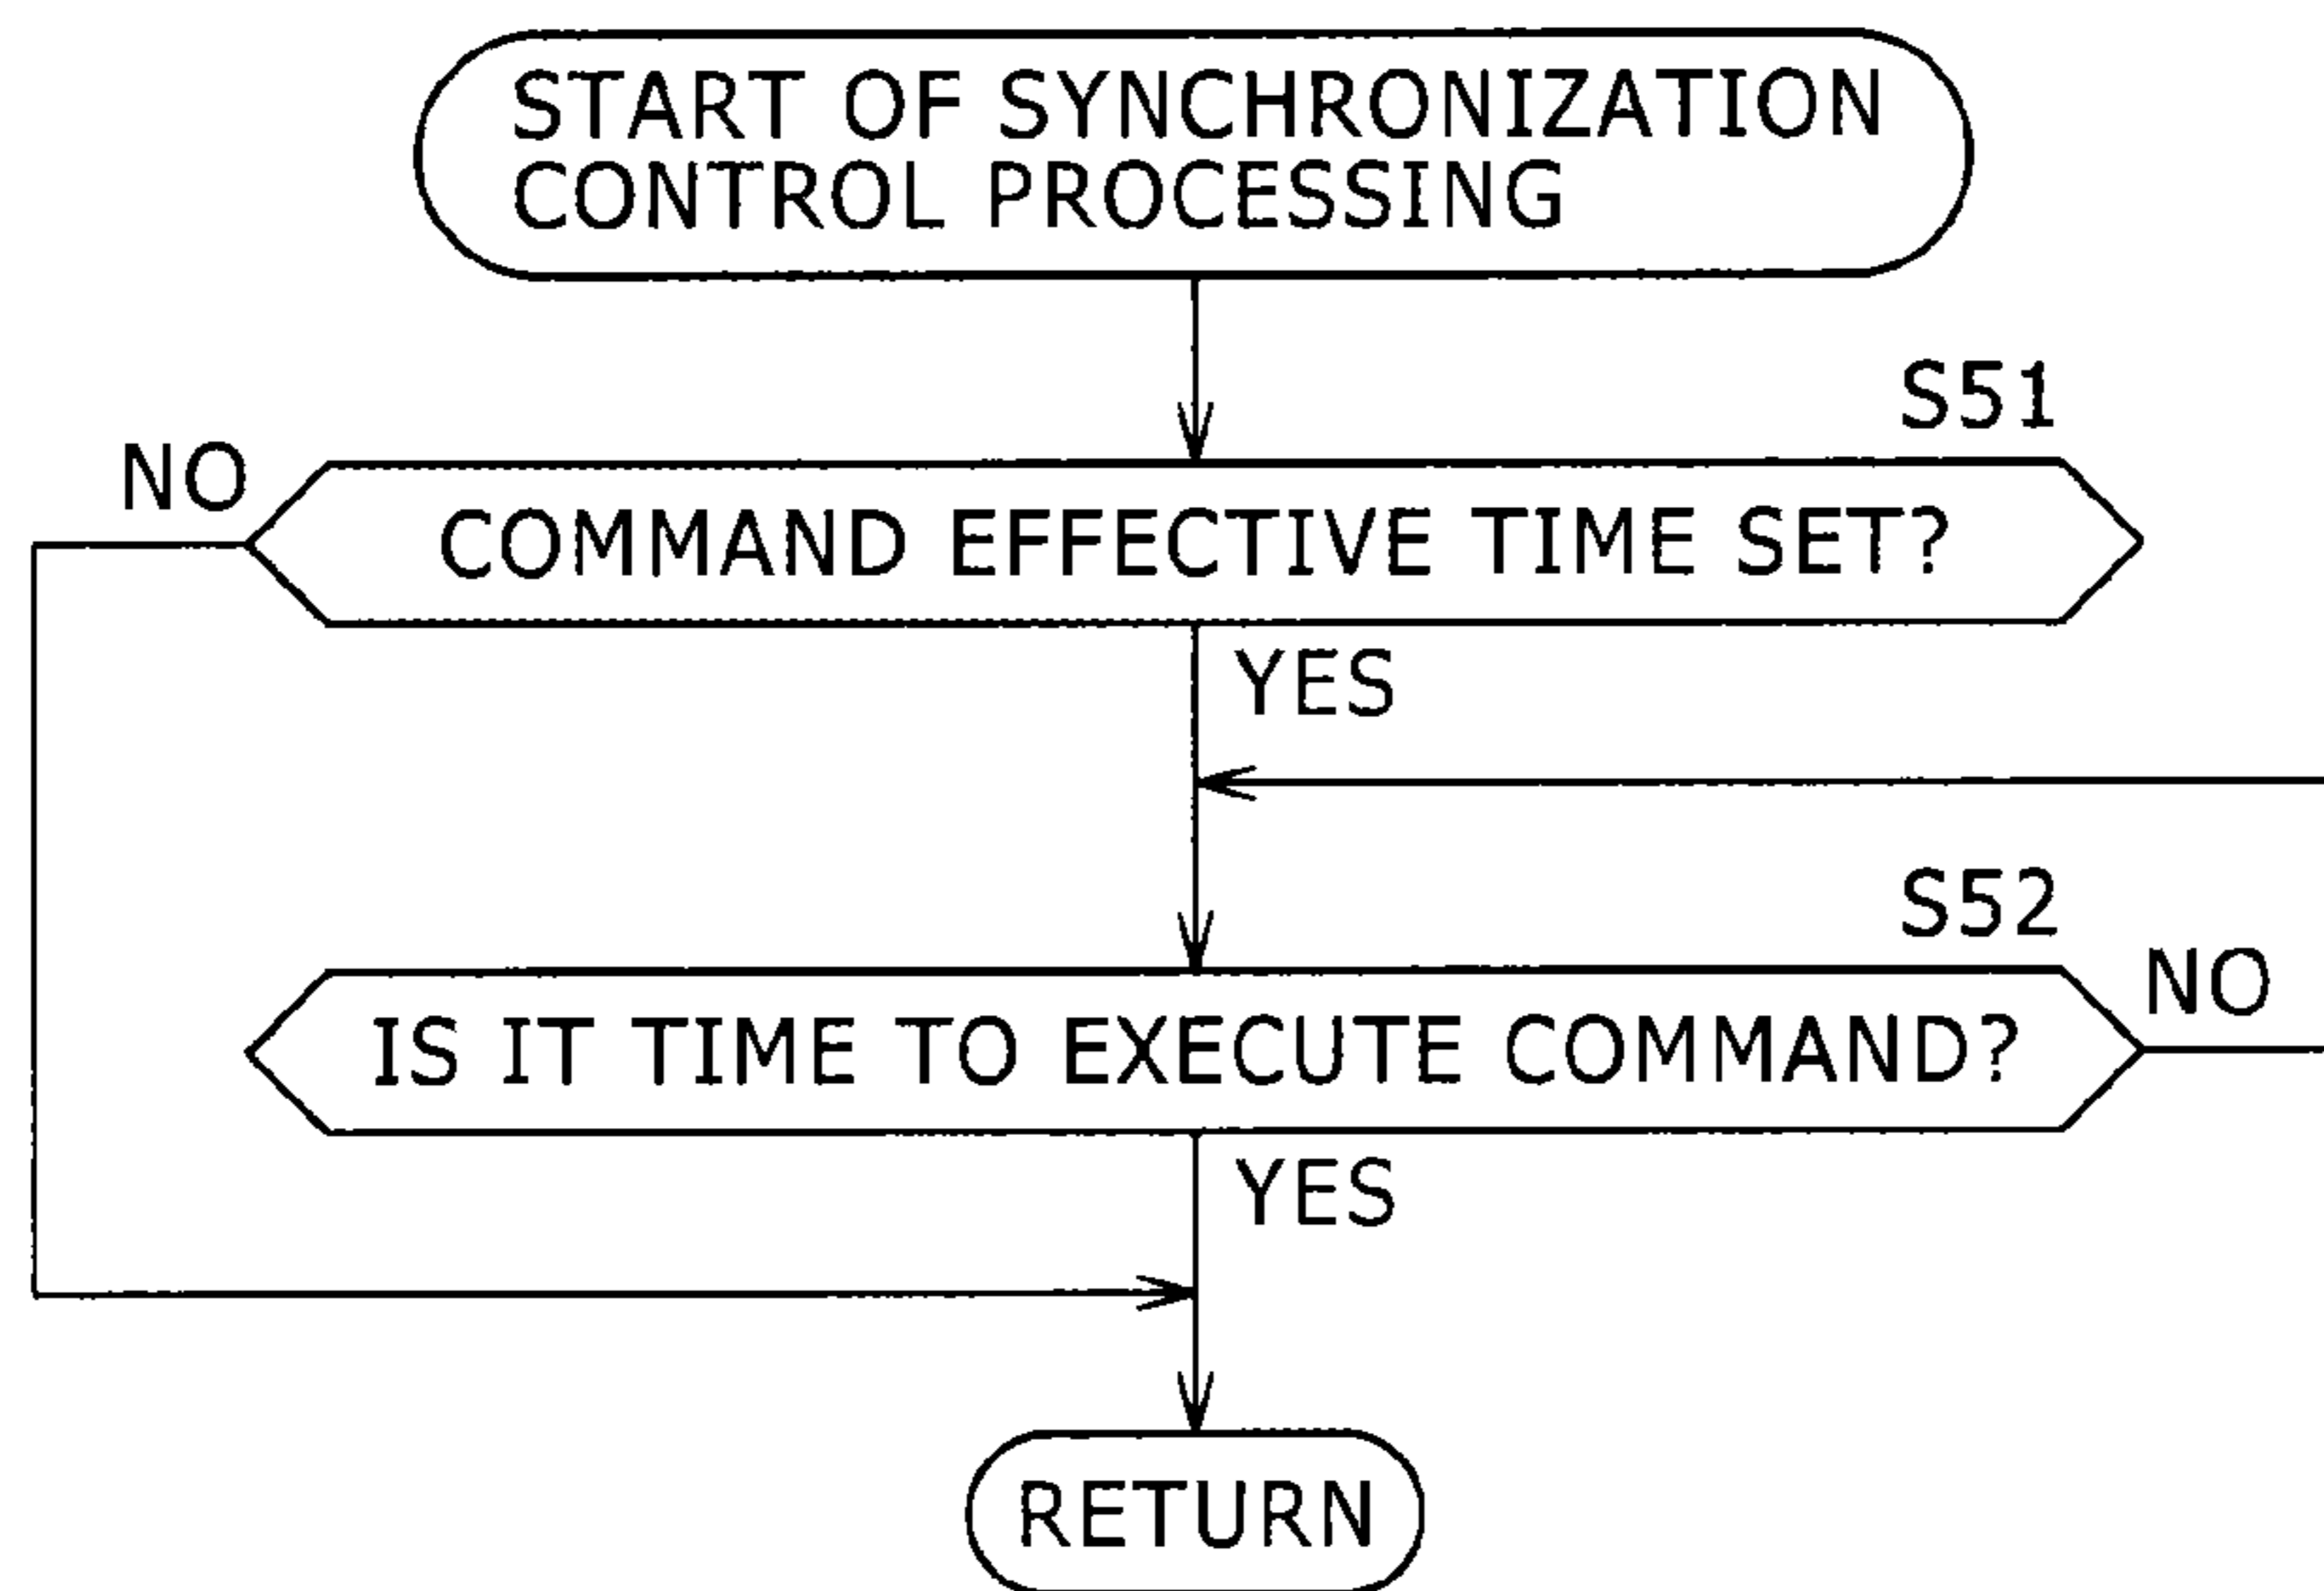 START OF SYNCHRONIZATION
CONTROL PROCESSING
S51
NO
COMMAND EFFECTIVE TIME SET?
YES
S52
NO
IS IT TIME TO EXECUTE COMMAND?
YES
RETURN